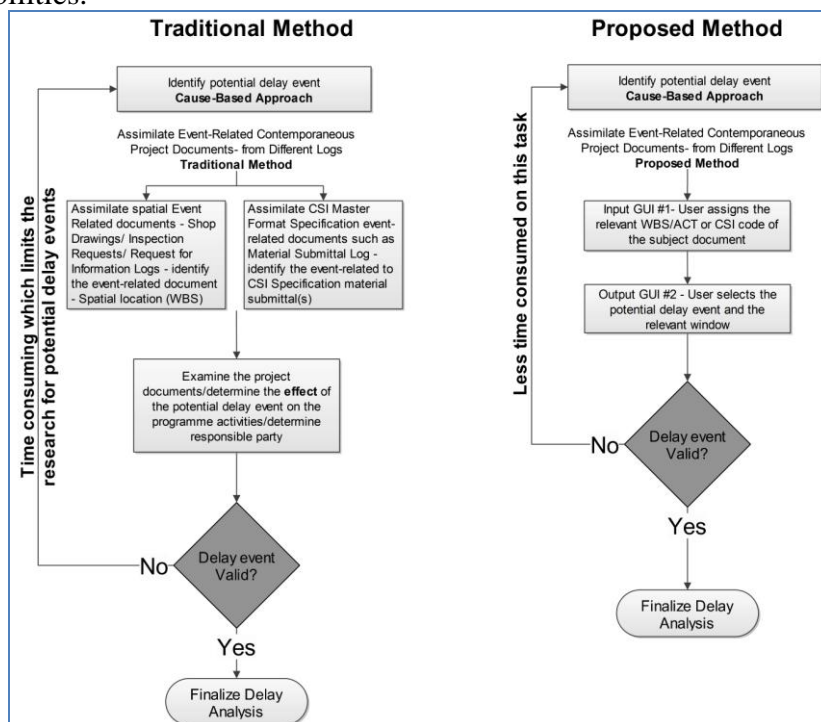 Traditional Method
Identify potential delay event
Cause-Based Approach
Assimilate Event-Related Contemporaneous
Project Documents- from Different Logs
Traditional Method
Assimilate spatial Event
Related documents - Shop
Drawings/ Inspection
Requests/ Request for
Information Logs - identify
the event-related document
- Spatial location (WBS)
Assimilate CSI Master
Format Specification event-
related documents such as
Material Submittal Log -
identify the event-related to
CSI Specification material
submittal(s)
Examine the project
documents/determine the effect of
the potential delay event on the
programme activities/determine
responsible party
Delay event
Valid?
No
Yes
Finalize Delay
Analysis
Time consuming which limits the
research for potential delay events
Proposed Method
Identify potential delay event
Cause-Based Approach
Assimilate Event-Related Contemporaneous
Project Documents- from Different Logs
Proposed Method
Input GUI #1- User assigns the
relevant WBS/ACT or CSI code of
the subject document
Output GUI #2 - User selects the
potential delay event and the
relevant window
Delay event
Valid?
No
Yes
Finalize Delay
Analysis
Less time consumed on this task